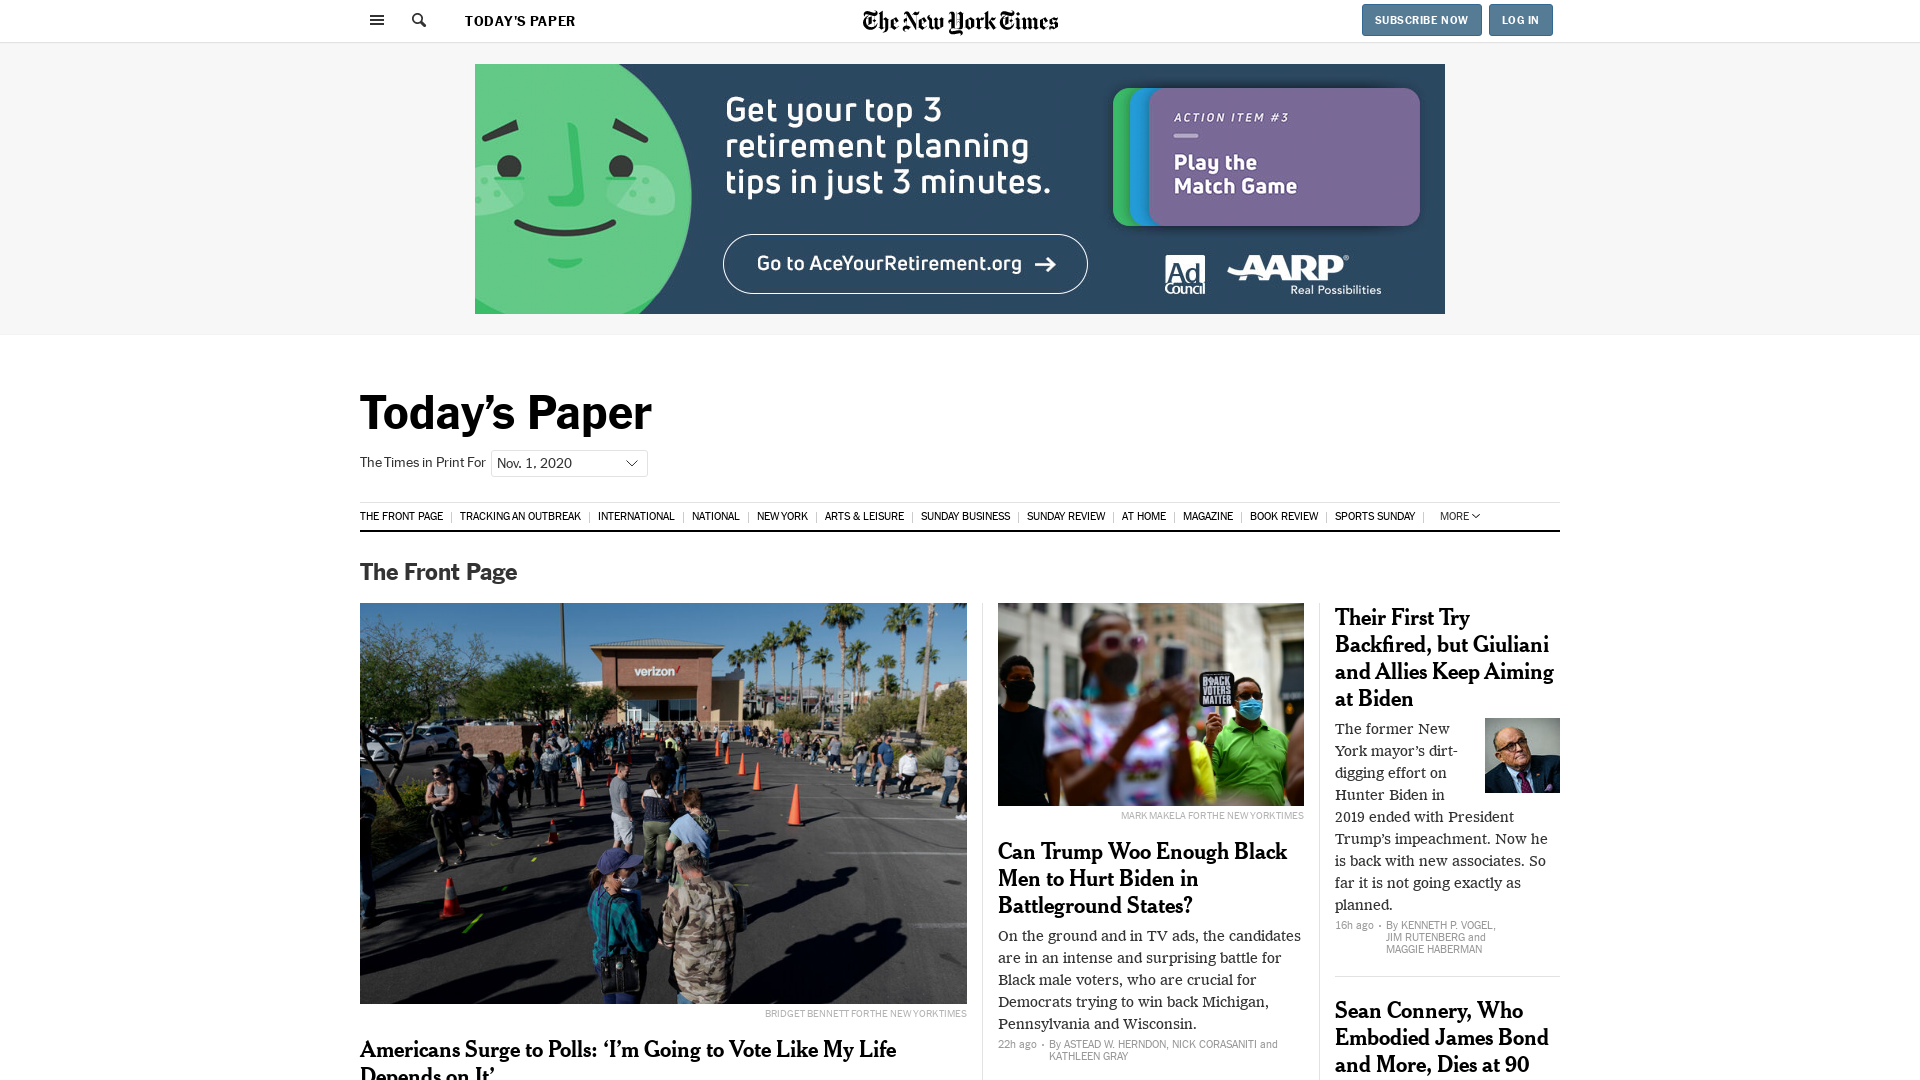 TODAY'S PAPER
The New York Times
SUBSCRIBE NOW
LOG IN
Get your top 3
retirement planning
tips in just 3 minutes.
Go to AceYourRetirement.org
ACTION ITEM #3
Play the
Match Game
Ad
Council
AARP®
Real Possibilities
Today’s Paper
The Times in Print For
Nov. 1, 2020
THE FRONT PAGE
TRACKING AN OUTBREAK
INTERNATIONAL
NATIONAL
NEW YORK
ARTS & LEISURE
SUNDAY BUSINESS
SUNDAY REVIEW
AT HOME
MAGAZINE
BOOK REVIEW
SPORTS SUNDAY
MORE
The Front Page
verizon
BRIDGET BENNETT FOR THE NEW YORK TIMES
Americans Surge to Polls: ‘I’m Going to Vote Like My Life
Depends on It’
BLACK
VOTERS
MATTER
MARK MAKELA FOR THE NEW YORK TIMES
Can Trump Woo Enough Black
Men to Hurt Biden in
Battleground States?
On the ground and in TV ads, the candidates
are in an intense and surprising battle for
Black male voters, who are crucial for
Democrats trying to win back Michigan,
Pennsylvania and Wisconsin.
22h ago • By ASTEAD W. HERNDON, NICK CORASANITI and
KATHLEEN GRAY
Their First Try
Backfired, but Giuliani
and Allies Keep Aiming
at Biden
The former New
York mayor’s dirt-
digging effort on
Hunter Biden in
2019 ended with President
Trump’s impeachment. Now he
is back with new associates. So
far it is not going exactly as
planned.
16h ago • By KENNETH P. VOGEL,
JIM RUTENBERG and
MAGGIE HABERMAN
Sean Connery, Who
Embodied James Bond
and More, Dies at 90